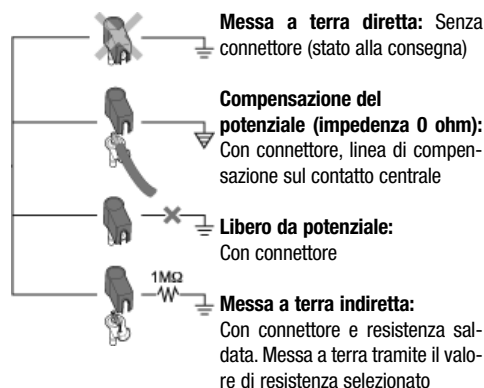 Messa a terra diretta: Senza
connettore (stato alla consegna)
Compensazione del
potenziale (impedenza 0 ohm):
Con connettore, linea di compen-
sazione sul contatto centrale
Libero da potenziale:
Con connettore
1MΩ
Messa a terra indiretta:
Con connettore e resistenza sal-
data. Messa a terra tramite il valo-
re di resistenza selezionato